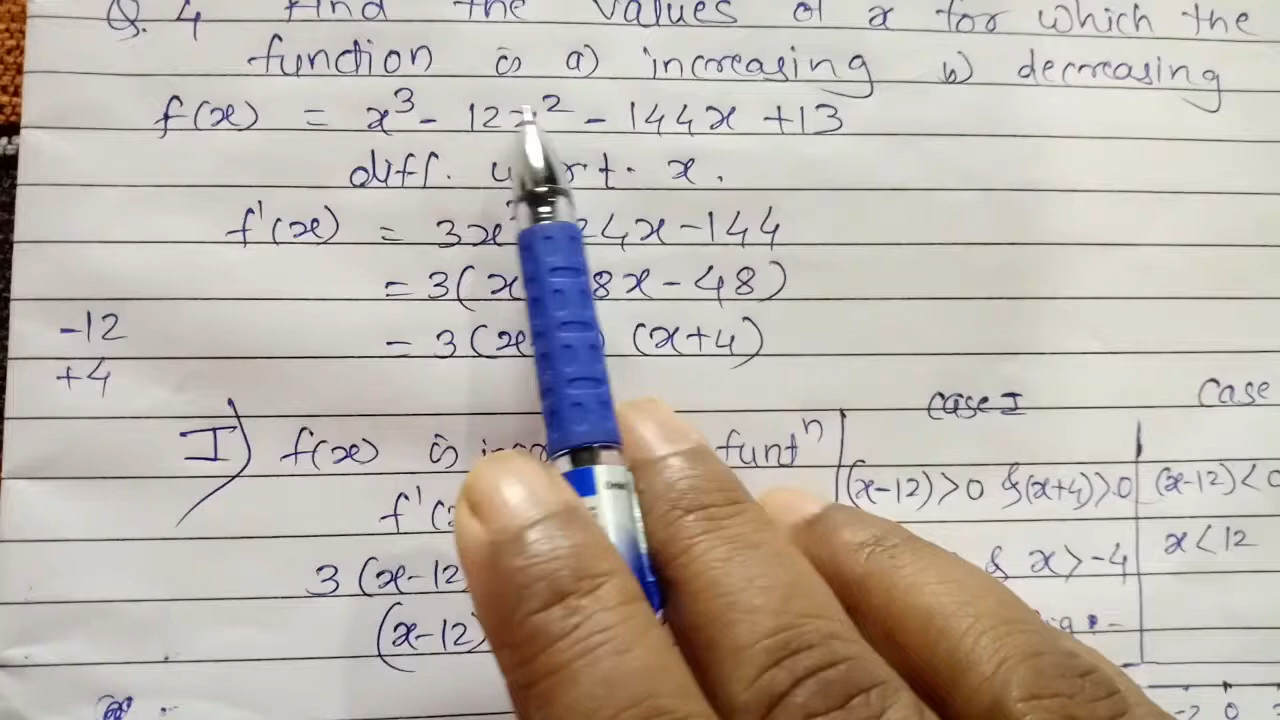 Q. 4 Find the values of x for which the
function is a) increasing b) decreasing
f(x) = x³ - 12x² - 144x + 13
diff. w.r.t. x.
f'(x) = 3x² 24x - 144
= 3(x 8x - 48)
= 3(x (x+4)
-12
+4
I) f(x) is funtⁿ
f'(x
3(x-12
(x-12)
Case I
(x-12)>0 &(x+4)>0
& x>-4
Case
(x-12)<0
x<12
-2 0